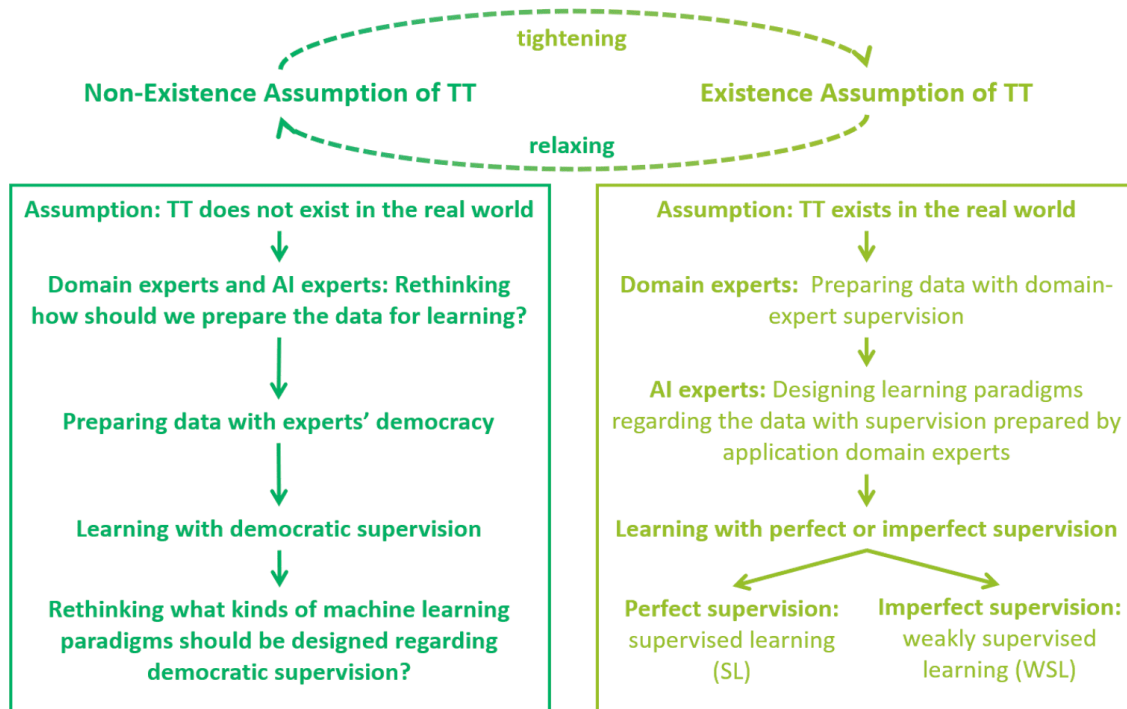 tightening
Non-Existence Assumption of TT
Existence Assumption of TT
relaxing
Assumption: TT does not exist in the real world
Domain experts and AI experts: Rethinking
how should we prepare the data for learning?
Preparing data with experts’ democracy
Learning with democratic supervision
Rethinking what kinds of machine learning
paradigms should be designed regarding
democratic supervision?
Assumption: TT exists in the real world
Domain experts: Preparing data with domain-
expert supervision
AI experts: Designing learning paradigms
regarding the data with supervision prepared by
application domain experts
Learning with perfect or imperfect supervision
Perfect supervision:
supervised learning
(SL)
Imperfect supervision:
weakly supervised
learning (WSL)